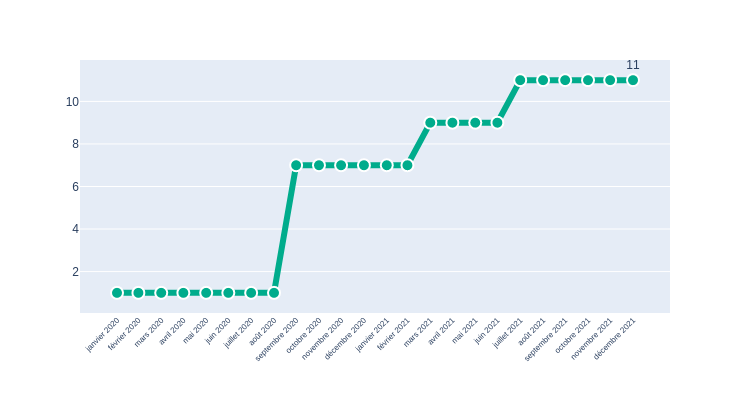 11
10
8
6
4
2
janvier 2020
février 2020
mars 2020
avril 2020
mai 2020
juin 2020
juillet 2020
août 2020
septembre 2020
octobre 2020
novembre 2020
décembre 2020
janvier 2021
février 2021
mars 2021
avril 2021
mai 2021
juin 2021
juillet 2021
août 2021
septembre 2021
octobre 2021
novembre 2021
décembre 2021